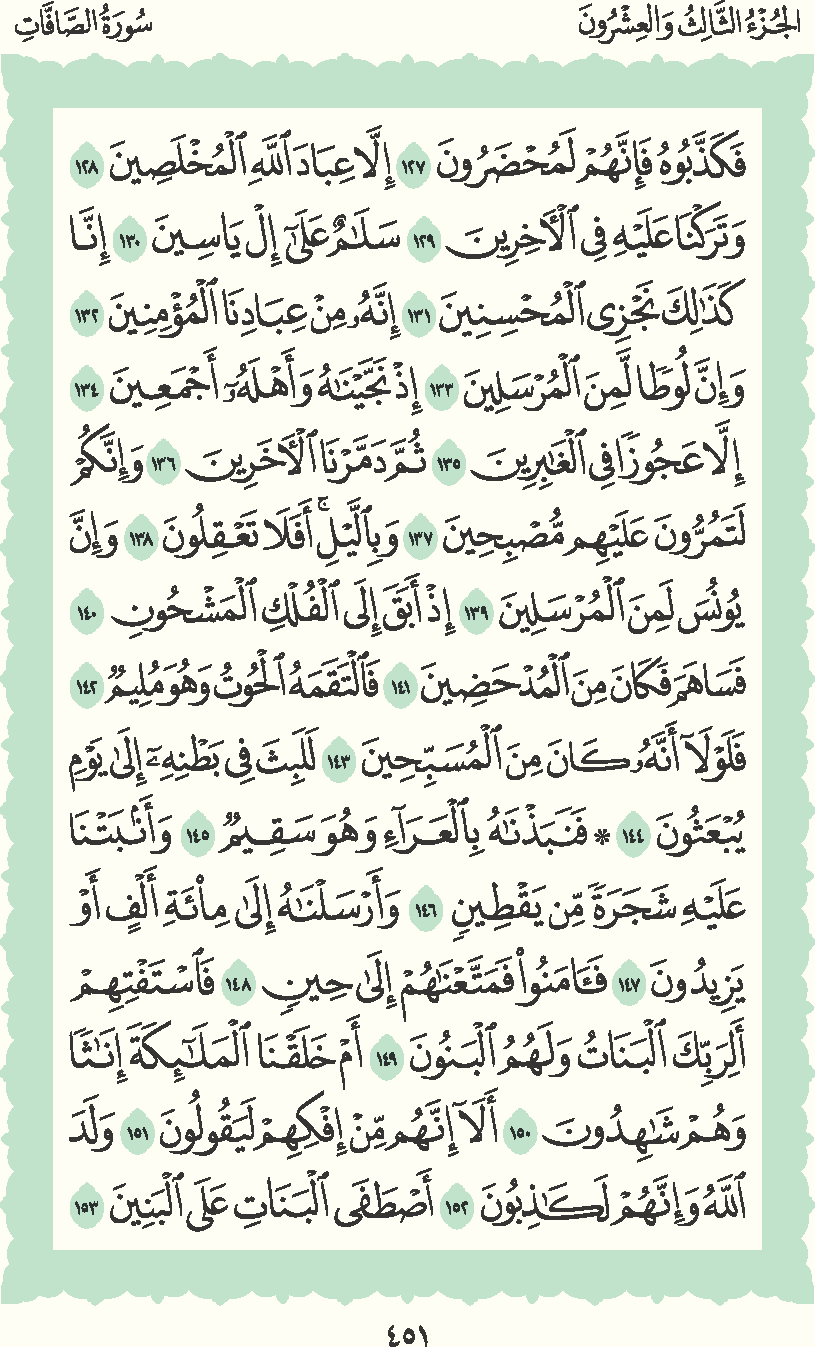 الجُزْءُ الثَّالِثُ وَالعِشْرُونَ
سُورَةُ الصَّافَّاتِ
فَكَذَّبُوهُ فَإِنَّهُمْ لَمُحْضَرُونَ ١٢٧ إِلَّا عِبَادَ ٱللَّهِ ٱلْمُخْلَصِينَ ١٢٨
وَتَرَكْنَا عَلَيْهِ فِى ٱلْأَخِرِينَ ١٢٩ سَلَٰمٌ عَلَىٰٓ إِلْ يَاسِينَ ١٣٠ إِنَّا
كَذَٰلِكَ نَجْزِى ٱلْمُحْسِنِينَ ١٣١ إِنَّهُۥ مِنْ عِبَادِنَا ٱلْمُؤْمِنِينَ ١٣٢
وَإِنَّ لُوطًا لَّمِنَ ٱلْمُرْسَلِينَ ١٣٣ إِذْ نَجَّيْنَٰهُ وَأَهْلَهُۥٓ أَجْمَعِينَ ١٣٤
إِلَّا عَجُوزًا فِى ٱلْغَٰبِرِينَ ١٣٥ ثُمَّ دَمَّرْنَا ٱلْأَخَرِينَ ١٣٦ وَإِنَّكُمْ
لَتَمُرُّونَ عَلَيْهِم مُّصْبِحِينَ ١٣٧ وَبِٱلَّيْلِۚ أَفَلَا تَعْقِلُونَ ١٣٨ وَإِنَّ
يُونُسَ لَمِنَ ٱلْمُرْسَلِينَ ١٣٩ إِذْ أَبَقَ إِلَى ٱلْفُلْكِ ٱلْمَشْحُونِ ١٤٠
فَسَاهَمَ فَكَانَ مِنَ ٱلْمُدْحَضِينَ ١٤١ فَٱلْتَقَمَهُ ٱلْحُوتُ وَهُوَ مُلِيمٌ ١٤٢
فَلَوْلَآ أَنَّهُۥ كَانَ مِنَ ٱلْمُسَبِّحِينَ ١٤٣ لَلَبِثَ فِى بَطْنِهِۦٓ إِلَىٰ يَوْمِ
يُبْعَثُونَ ١٤٤ * فَنَبَذْنَٰهُ بِٱلْعَرَآءِ وَهُوَ سَقِيمٌ ١٤٥ وَأَنۢبَتْنَا
عَلَيْهِ شَجَرَةً مِّن يَقْطِينٍ ١٤٦ وَأَرْسَلْنَٰهُ إِلَىٰ مِا۟ئَةِ أَلْفٍ أَوْ
يَزِيدُونَ ١٤٧ فَـَٔامَنُوا۟ فَمَتَّعْنَٰهُمْ إِلَىٰ حِينٍ ١٤٨ فَٱسْتَفْتِهِمْ
أَلِرَبِّكَ ٱلْبَنَاتُ وَلَهُمُ ٱلْبَنُونَ ١٤٩ أَمْ خَلَقْنَا ٱلْمَلَٰٓئِكَةَ إِنَٰثًا
وَهُمْ شَٰهِدُونَ ١٥٠ أَلَآ إِنَّهُم مِّنْ إِفْكِهِمْ لَيَقُولُونَ ١٥١ وَلَدَ
ٱللَّهُ وَإِنَّهُمْ لَكَٰذِبُونَ ١٥٢ أَصْطَفَى ٱلْبَنَاتِ عَلَى ٱلْبَنِينَ ١٥٣
٤٥١